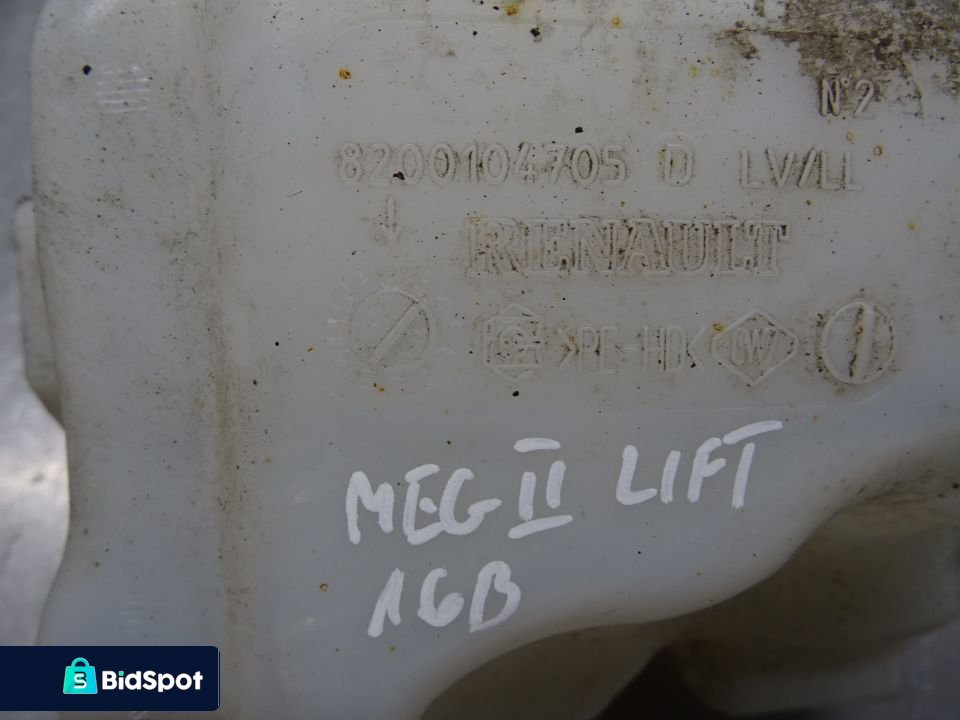 N°2
8200104705 D LV/LL
RENAULT
>PE-HD<
MEG II LIFT
1.6B
BidSpot